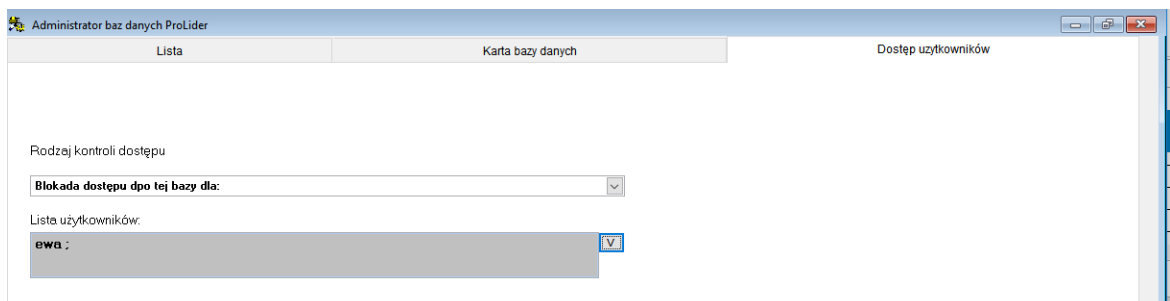 Administrator baz danych ProLider
Lista
Karta bazy danych
Dostęp uzytkowników
Rodzaj kontroli dostępu
Blokada dostępu dpo tej bazy dla:
Lista użytkowników:
ewa ;
V